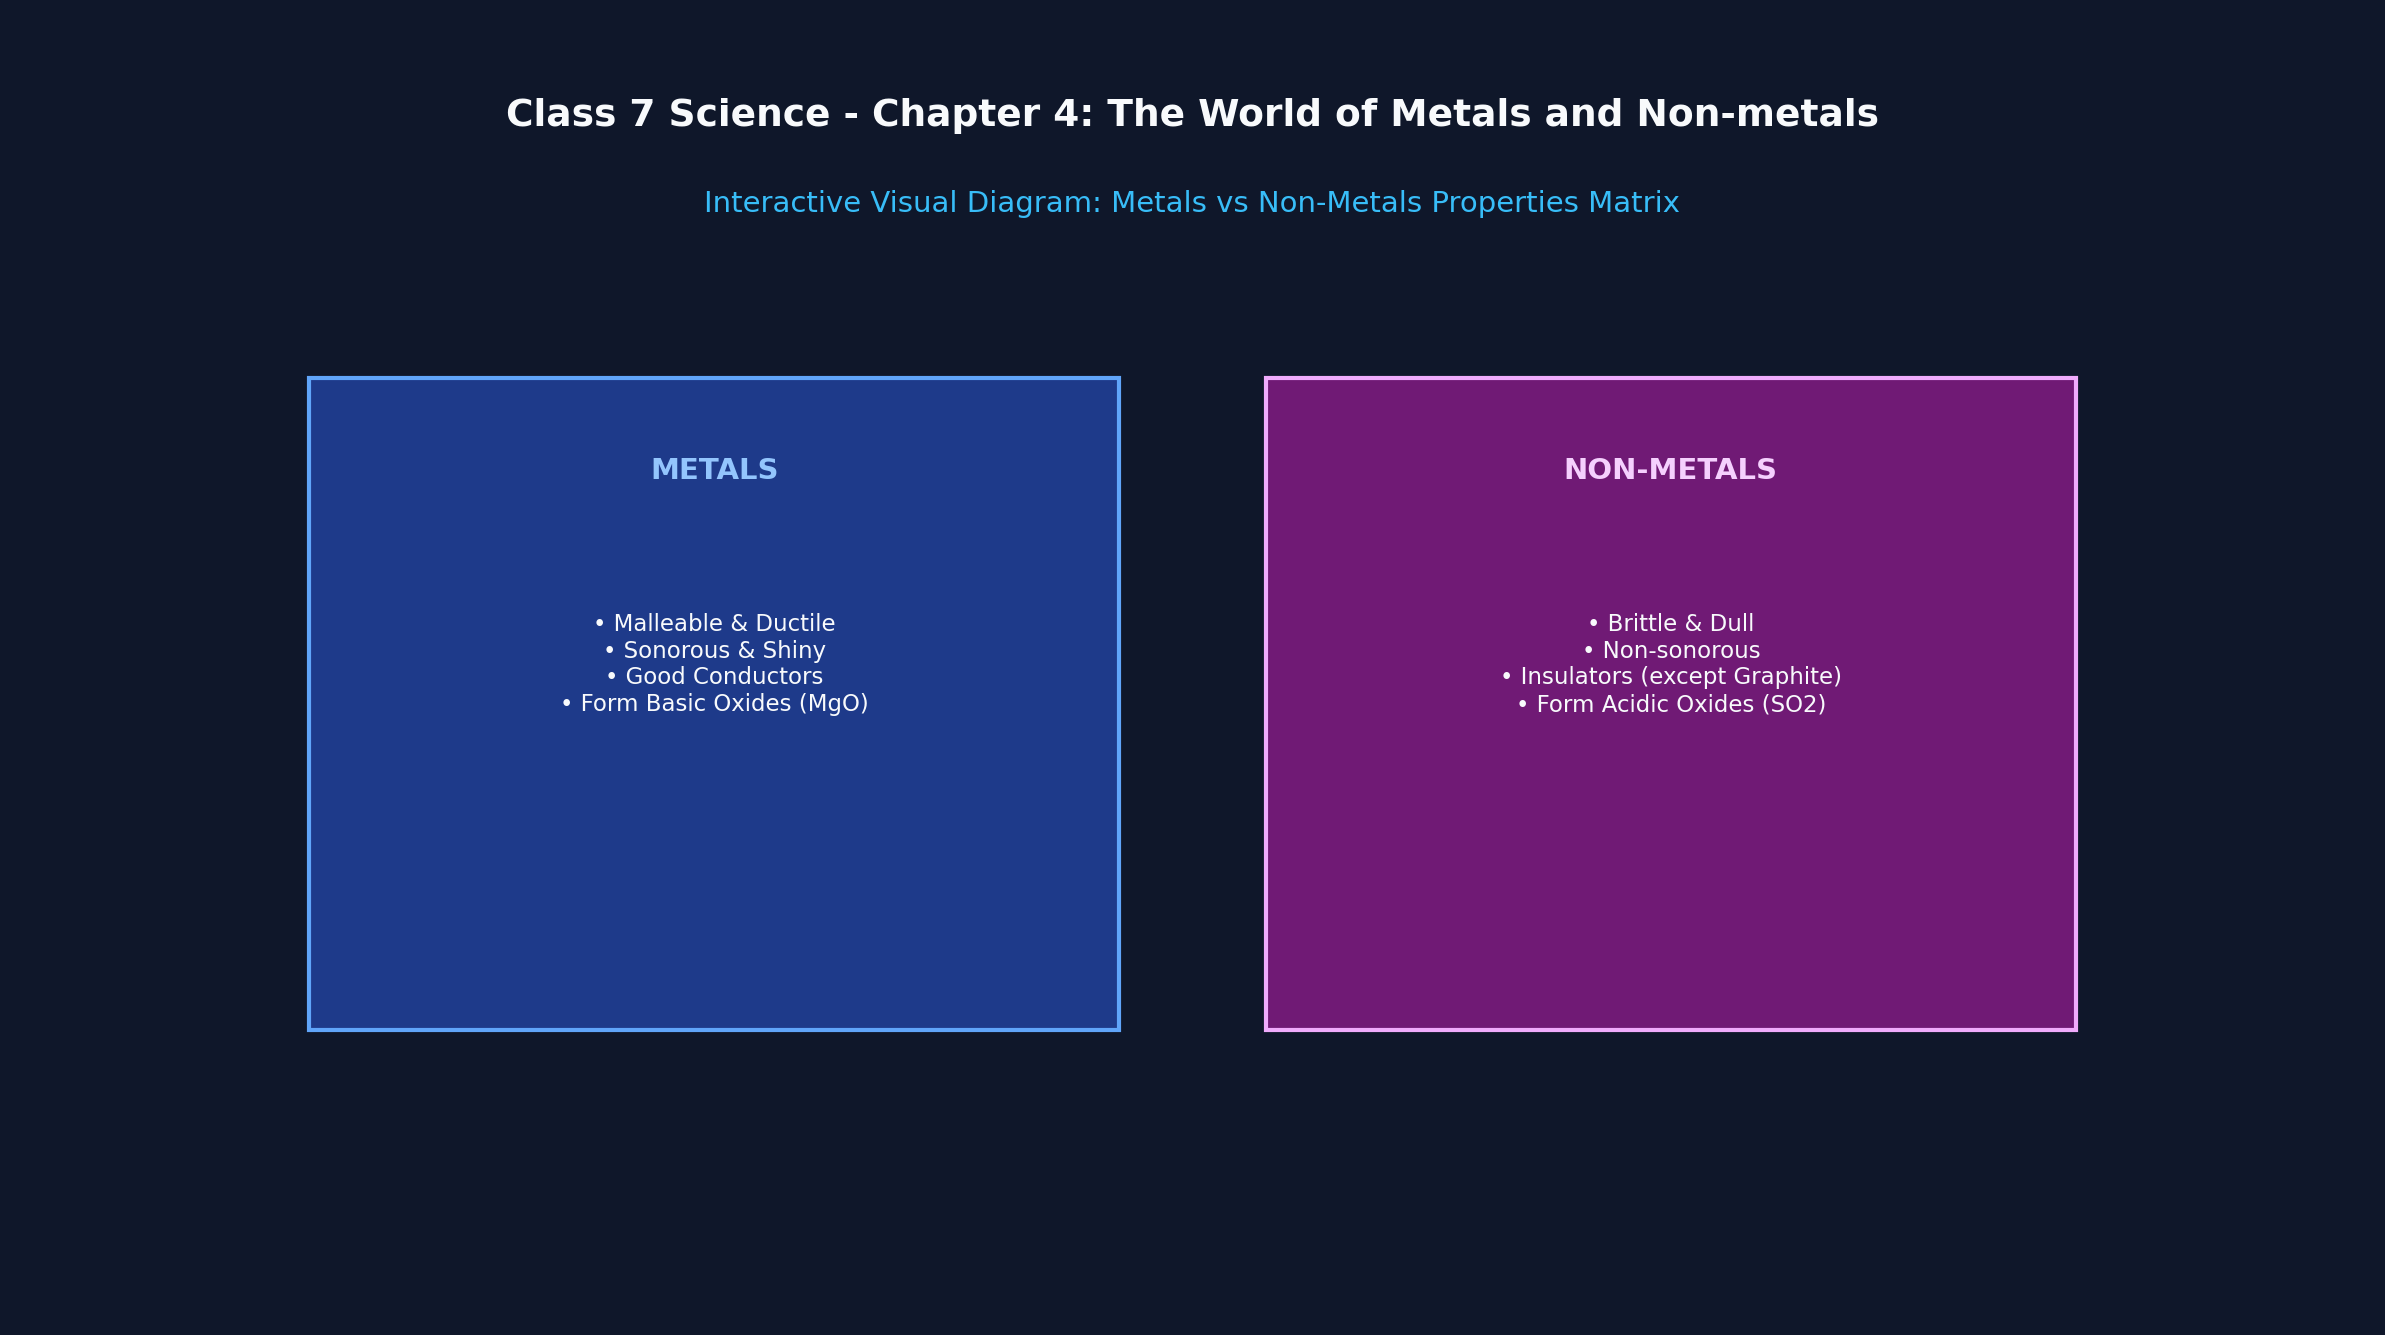 Class 7 Science - Chapter 4: The World of Metals and Non-metals
Interactive Visual Diagram: Metals vs Non-Metals Properties Matrix
METALS
• Malleable & Ductile
• Sonorous & Shiny
• Good Conductors
• Form Basic Oxides (MgO)
NON-METALS
• Brittle & Dull
• Non-sonorous
• Insulators (except Graphite)
• Form Acidic Oxides (SO2)